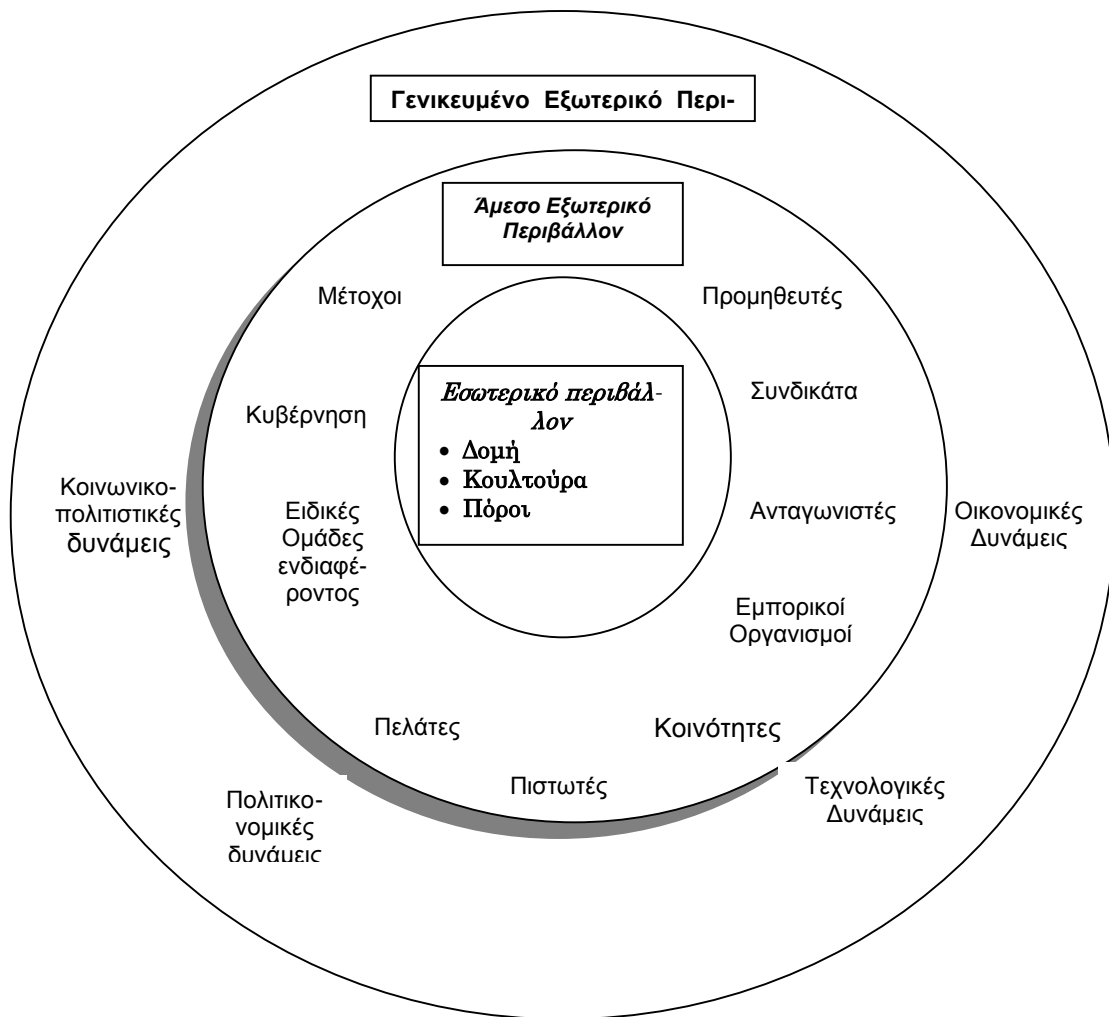 Γενικευμένο Εξωτερικό Περι-
Άμεσο Εξωτερικό
Περιβάλλον
Μέτοχοι
Προμηθευτές
Εσωτερικό περιβάλ-
λον
• Δομή
• Κουλτούρα
• Πόροι
Συνδικάτα
Κυβέρνηση
Κοινωνικο-
πολιτιστικές
δυνάμεις
Ειδικές
Ομάδες
ενδιαφέ-
ροντος
Ανταγωνιστές
Οικονομικές
Δυνάμεις
Εμπορικοί
Οργανισμοί
Πελάτες
Κοινότητες
Πιστωτές
Πολιτικο-
νομικές
δυνάμεις
Τεχνολογικές
Δυνάμεις